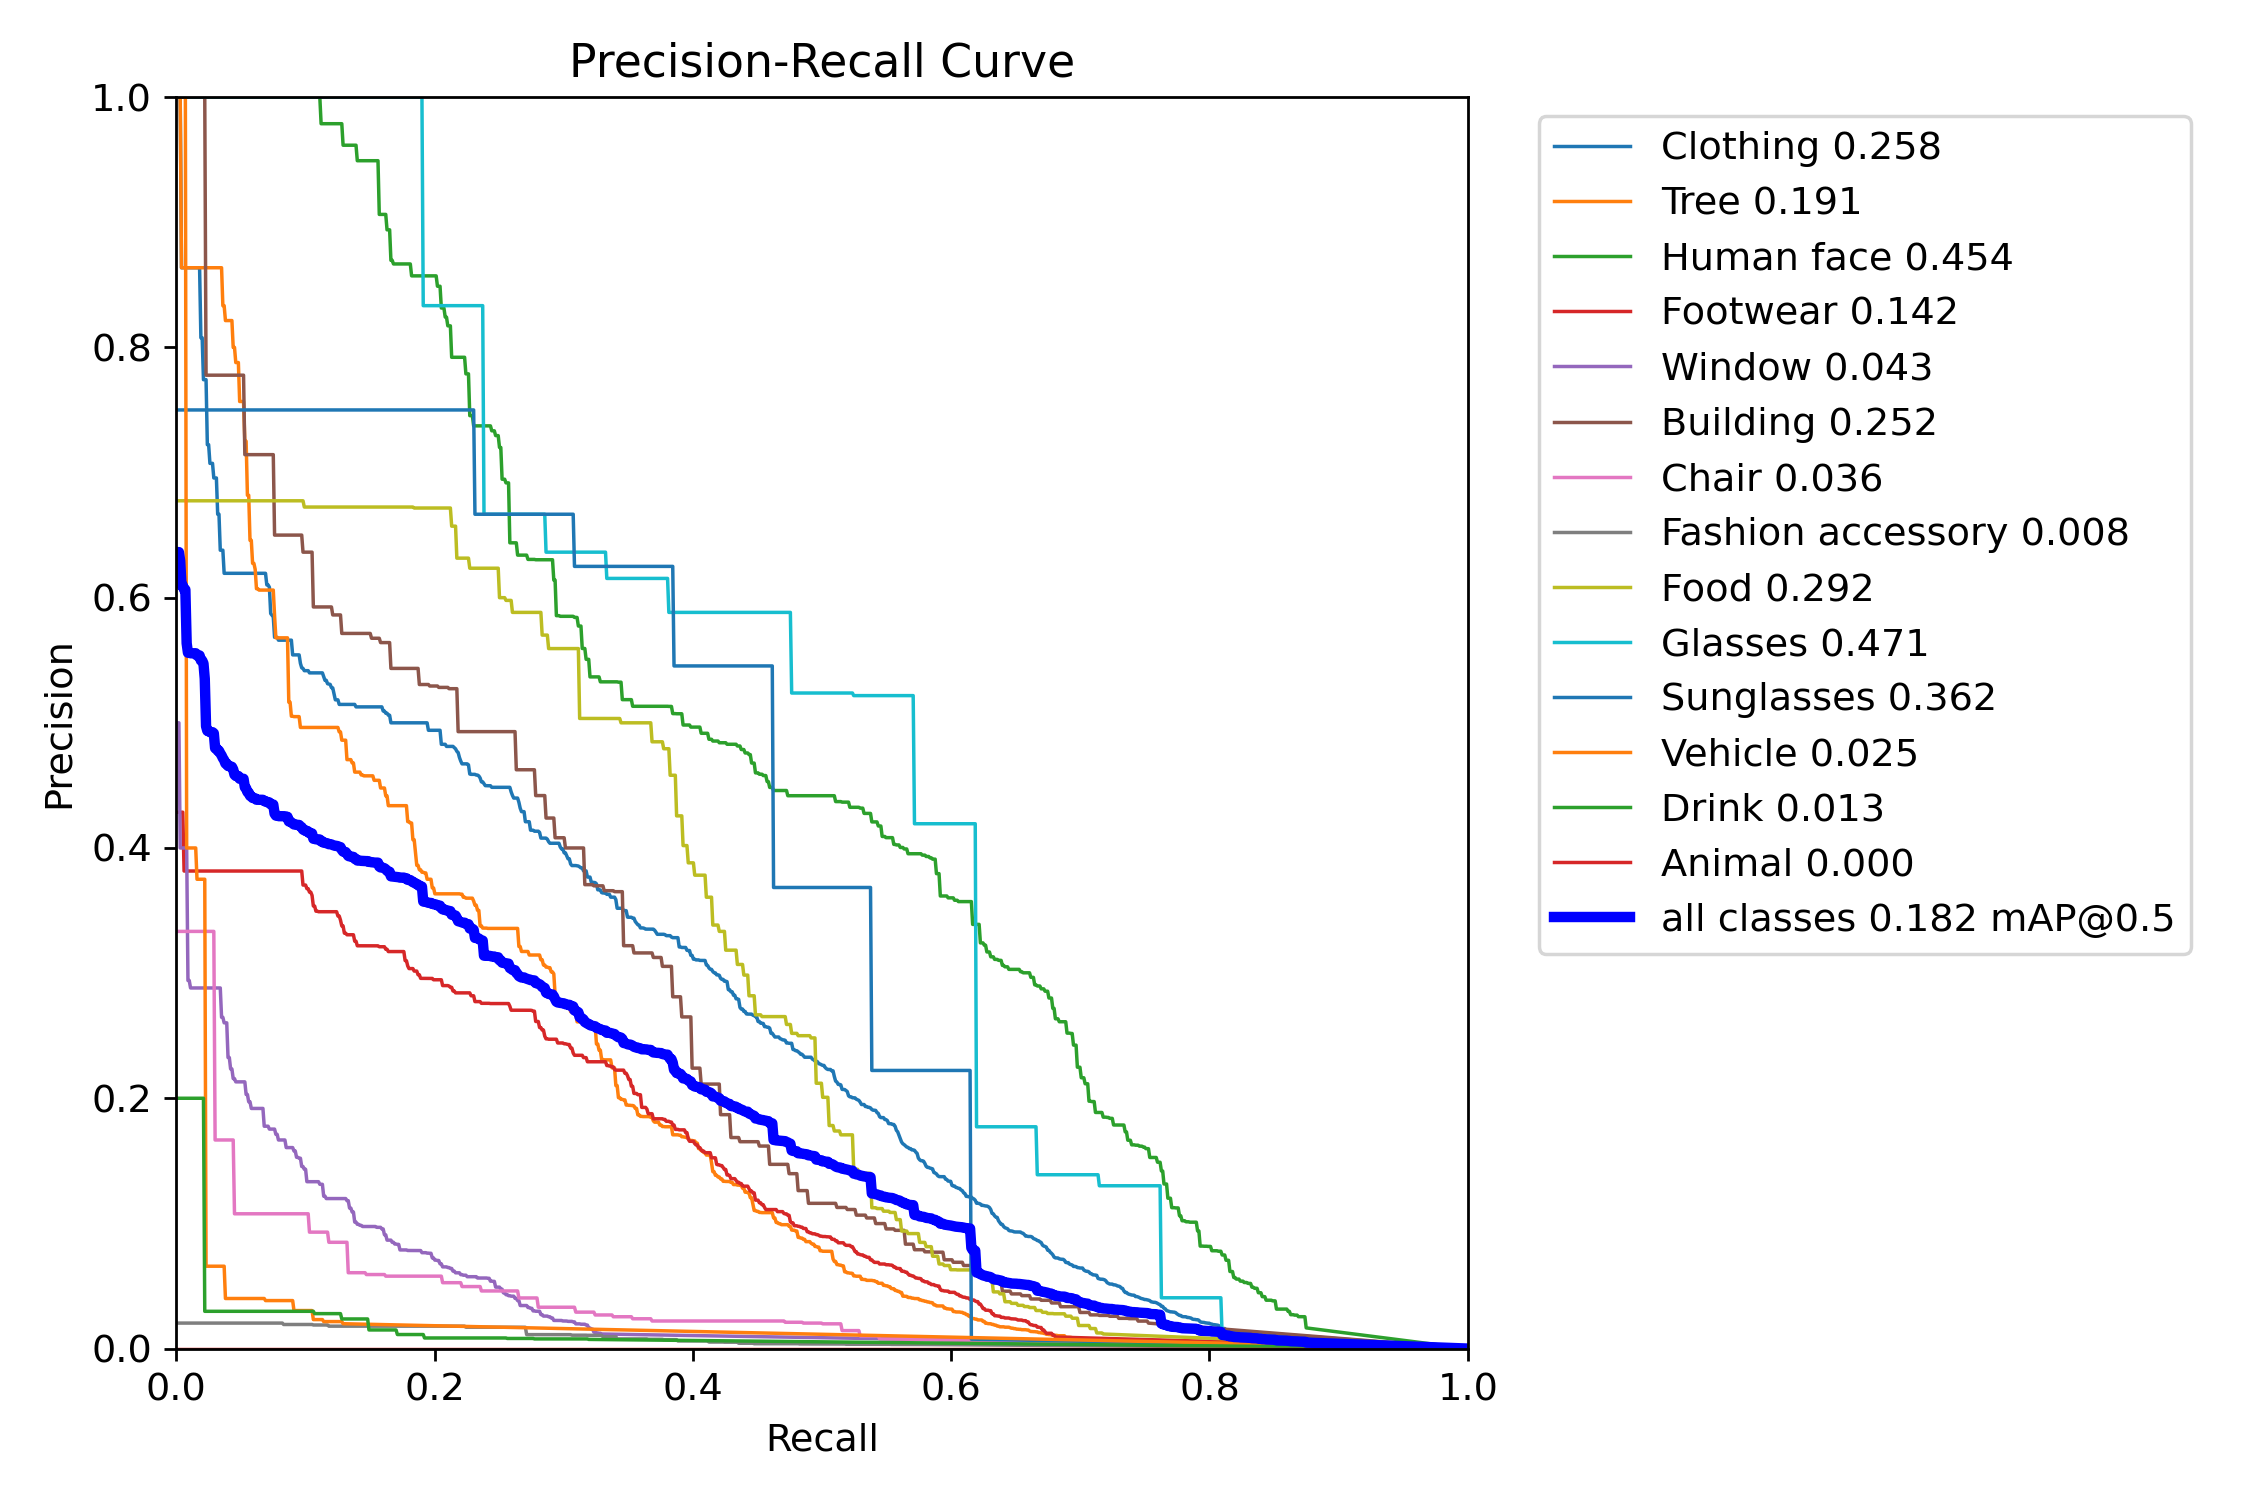 Precision-Recall Curve
1.0
0.8
0.6
0.4
0.2
0.0
Precision
0.0 0.2 0.4 0.6 0.8 1.0
Recall
Clothing 0.258
Tree 0.191
Human face 0.454
Footwear 0.142
Window 0.043
Building 0.252
Chair 0.036
Fashion accessory 0.008
Food 0.292
Glasses 0.471
Sunglasses 0.362
Vehicle 0.025
Drink 0.013
Animal 0.000
all classes 0.182 mAP@0.5